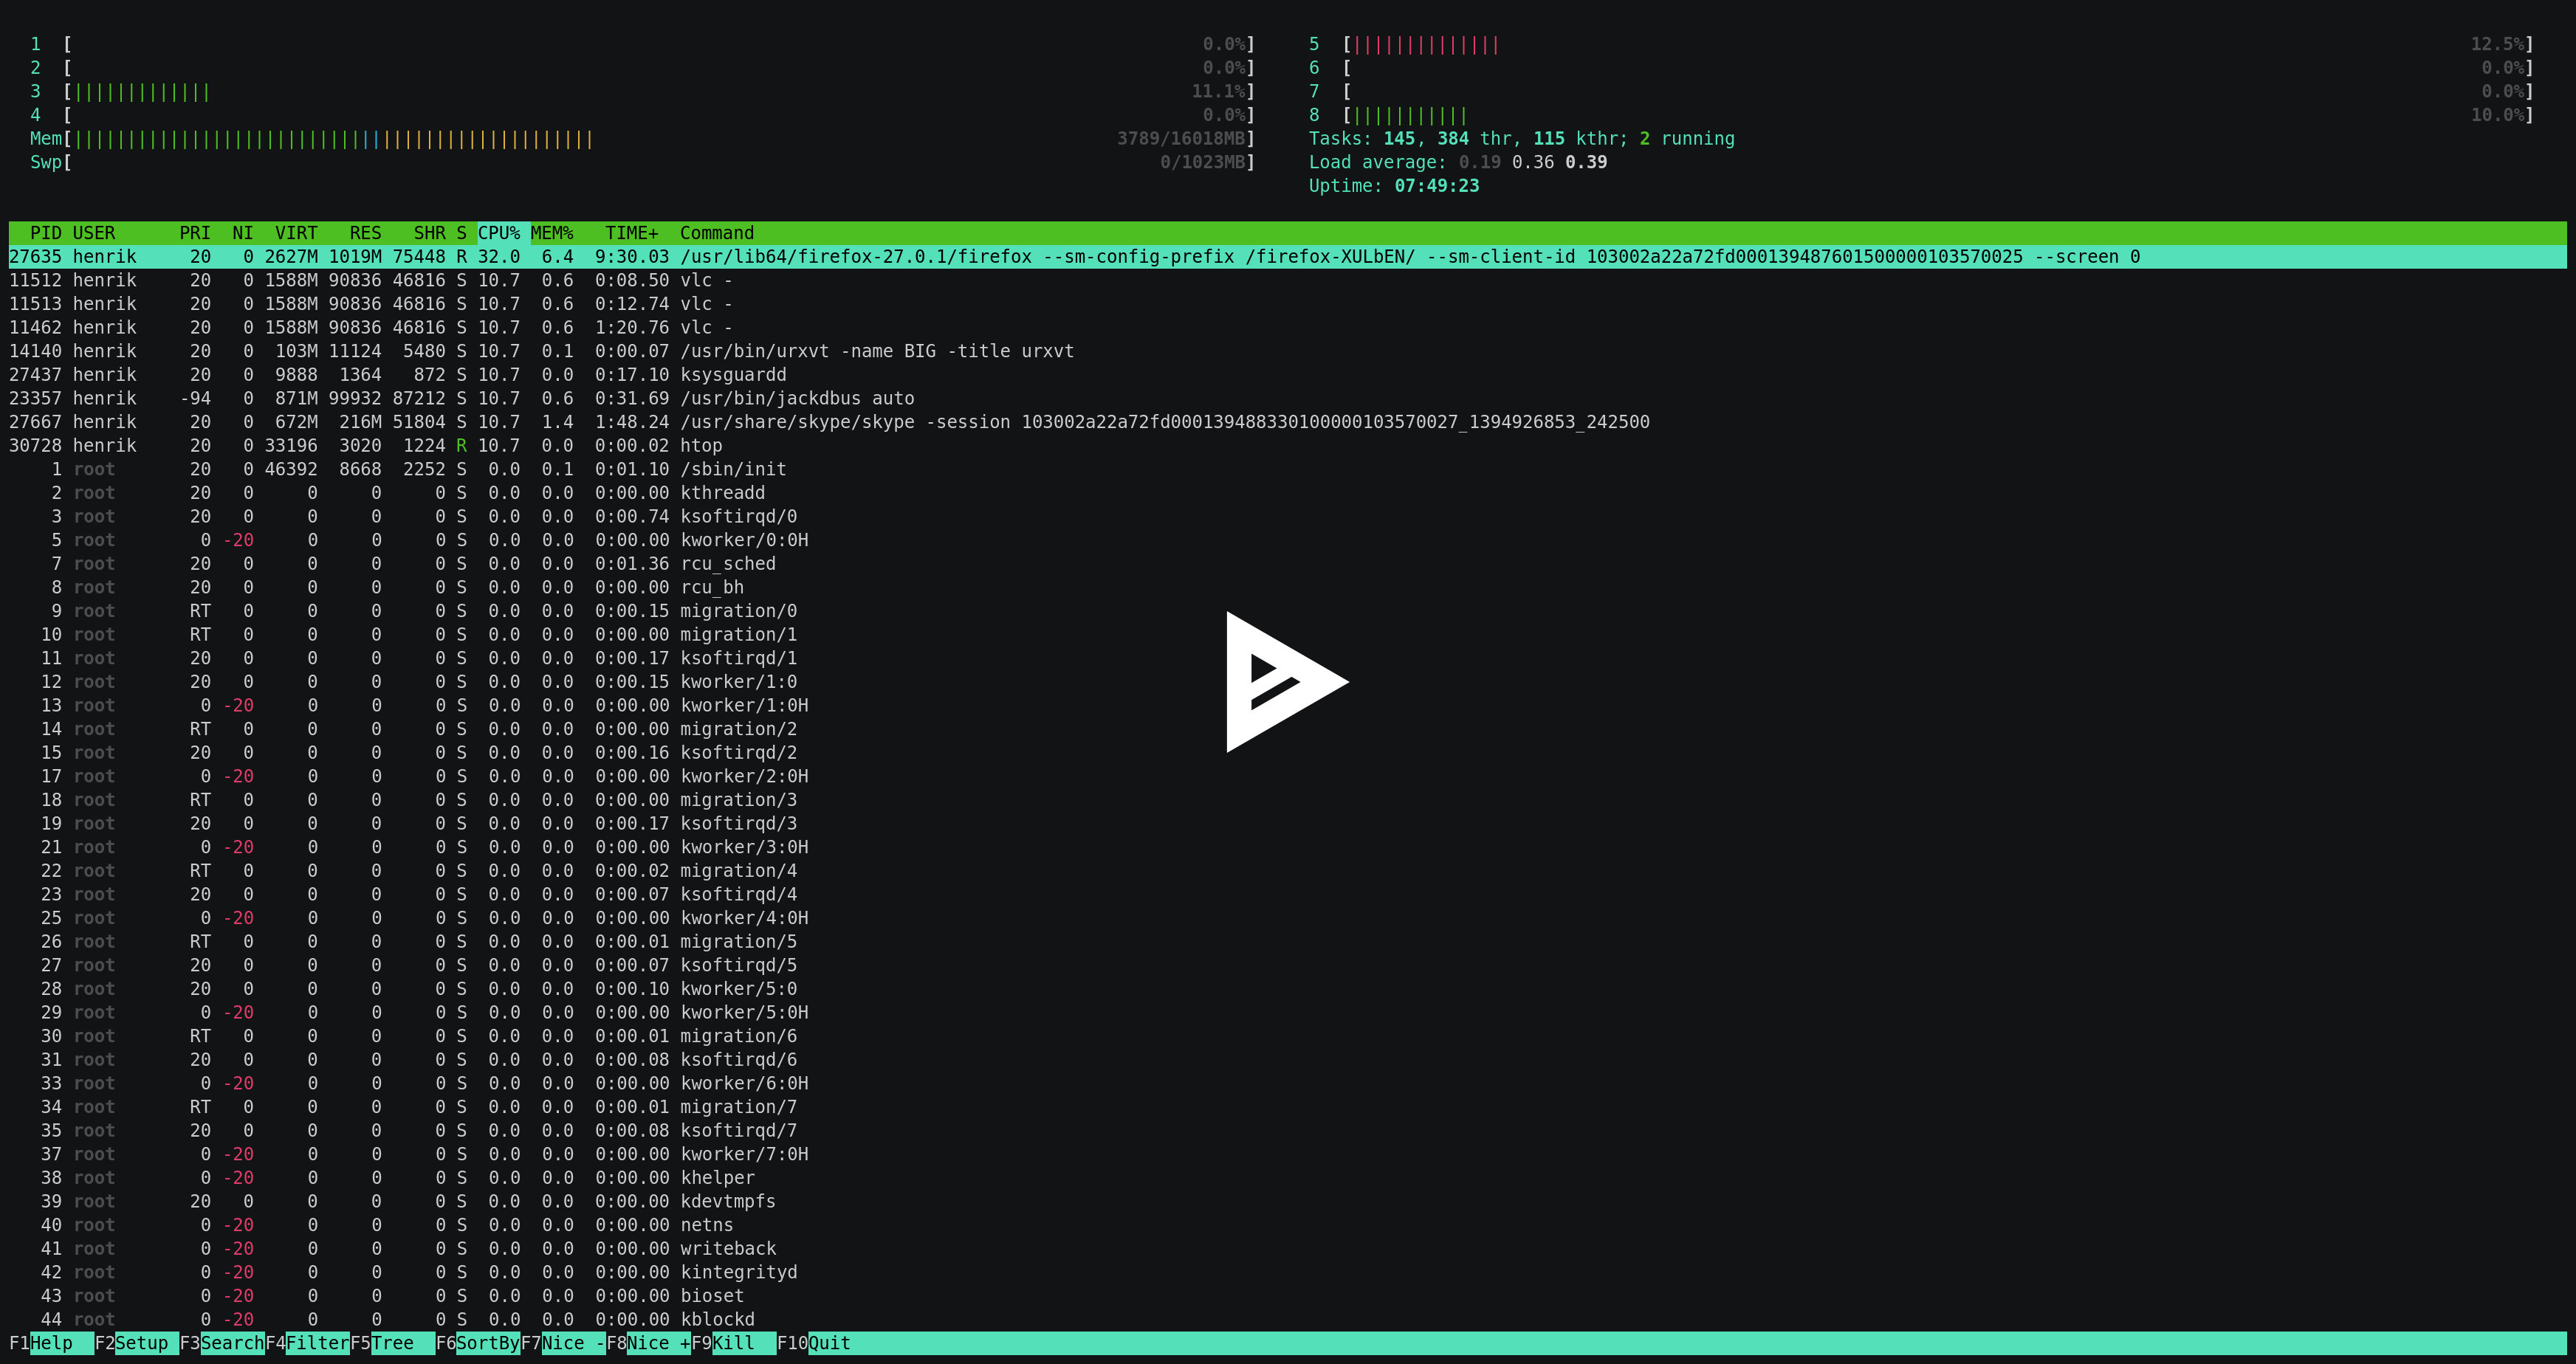 1 [ 0.0%] 5 [|||||||||||||| 12.5%]
2 [ 0.0%] 6 [ 0.0%]
3 [||||||||||||| 11.1%] 7 [ 0.0%]
4 [ 0.0%] 8 [||||||||||| 10.0%]
Mem[||||||||||||||||||||||||||||||||||||||||||||||||| 3789/16018MB] Tasks: 145, 384 thr, 115 kthr; 2 running
Swp[ 0/1023MB] Load average: 0.19 0.36 0.39
Uptime: 07:49:23
PID USER PRI NI VIRT RES SHR S CPU% MEM% TIME+ Command
27635 henrik 20 0 2627M 1019M 75448 R 32.0 6.4 9:30.03 /usr/lib64/firefox-27.0.1/firefox --sm-config-prefix /firefox-XULbEN/ --sm-client-id 103002a22a72fd000139487601500000103570025 --screen 0
11512 henrik 20 0 1588M 90836 46816 S 10.7 0.6 0:08.50 vlc -
11513 henrik 20 0 1588M 90836 46816 S 10.7 0.6 0:12.74 vlc -
11462 henrik 20 0 1588M 90836 46816 S 10.7 0.6 1:20.76 vlc -
14140 henrik 20 0 103M 11124 5480 S 10.7 0.1 0:00.07 /usr/bin/urxvt -name BIG -title urxvt
27437 henrik 20 0 9888 1364 872 S 10.7 0.0 0:17.10 ksysguardd
23357 henrik -94 0 871M 99932 87212 S 10.7 0.6 0:31.69 /usr/bin/jackdbus auto
27667 henrik 20 0 672M 216M 51804 S 10.7 1.4 1:48.24 /usr/share/skype/skype -session 103002a22a72fd000139488330100000103570027_1394926853_242500
30728 henrik 20 0 33196 3020 1224 R 10.7 0.0 0:00.02 htop
1 root 20 0 46392 8668 2252 S 0.0 0.1 0:01.10 /sbin/init
2 root 20 0 0 0 0 S 0.0 0.0 0:00.00 kthreadd
3 root 20 0 0 0 0 S 0.0 0.0 0:00.74 ksoftirqd/0
5 root 0 -20 0 0 0 S 0.0 0.0 0:00.00 kworker/0:0H
7 root 20 0 0 0 0 S 0.0 0.0 0:01.36 rcu_sched
8 root 20 0 0 0 0 S 0.0 0.0 0:00.00 rcu_bh
9 root RT 0 0 0 0 S 0.0 0.0 0:00.15 migration/0
10 root RT 0 0 0 0 S 0.0 0.0 0:00.00 migration/1
11 root 20 0 0 0 0 S 0.0 0.0 0:00.17 ksoftirqd/1
12 root 20 0 0 0 0 S 0.0 0.0 0:00.15 kworker/1:0
13 root 0 -20 0 0 0 S 0.0 0.0 0:00.00 kworker/1:0H
14 root RT 0 0 0 0 S 0.0 0.0 0:00.00 migration/2
15 root 20 0 0 0 0 S 0.0 0.0 0:00.16 ksoftirqd/2
17 root 0 -20 0 0 0 S 0.0 0.0 0:00.00 kworker/2:0H
18 root RT 0 0 0 0 S 0.0 0.0 0:00.00 migration/3
19 root 20 0 0 0 0 S 0.0 0.0 0:00.17 ksoftirqd/3
21 root 0 -20 0 0 0 S 0.0 0.0 0:00.00 kworker/3:0H
22 root RT 0 0 0 0 S 0.0 0.0 0:00.02 migration/4
23 root 20 0 0 0 0 S 0.0 0.0 0:00.07 ksoftirqd/4
25 root 0 -20 0 0 0 S 0.0 0.0 0:00.00 kworker/4:0H
26 root RT 0 0 0 0 S 0.0 0.0 0:00.01 migration/5
27 root 20 0 0 0 0 S 0.0 0.0 0:00.07 ksoftirqd/5
28 root 20 0 0 0 0 S 0.0 0.0 0:00.10 kworker/5:0
29 root 0 -20 0 0 0 S 0.0 0.0 0:00.00 kworker/5:0H
30 root RT 0 0 0 0 S 0.0 0.0 0:00.01 migration/6
31 root 20 0 0 0 0 S 0.0 0.0 0:00.08 ksoftirqd/6
33 root 0 -20 0 0 0 S 0.0 0.0 0:00.00 kworker/6:0H
34 root RT 0 0 0 0 S 0.0 0.0 0:00.01 migration/7
35 root 20 0 0 0 0 S 0.0 0.0 0:00.08 ksoftirqd/7
37 root 0 -20 0 0 0 S 0.0 0.0 0:00.00 kworker/7:0H
38 root 0 -20 0 0 0 S 0.0 0.0 0:00.00 khelper
39 root 20 0 0 0 0 S 0.0 0.0 0:00.00 kdevtmpfs
40 root 0 -20 0 0 0 S 0.0 0.0 0:00.00 netns
41 root 0 -20 0 0 0 S 0.0 0.0 0:00.00 writeback
42 root 0 -20 0 0 0 S 0.0 0.0 0:00.00 kintegrityd
43 root 0 -20 0 0 0 S 0.0 0.0 0:00.00 bioset
44 root 0 -20 0 0 0 S 0.0 0.0 0:00.00 kblockd
F1Help F2Setup F3SearchF4FilterF5Tree F6SortByF7Nice -F8Nice +F9Kill F10Quit